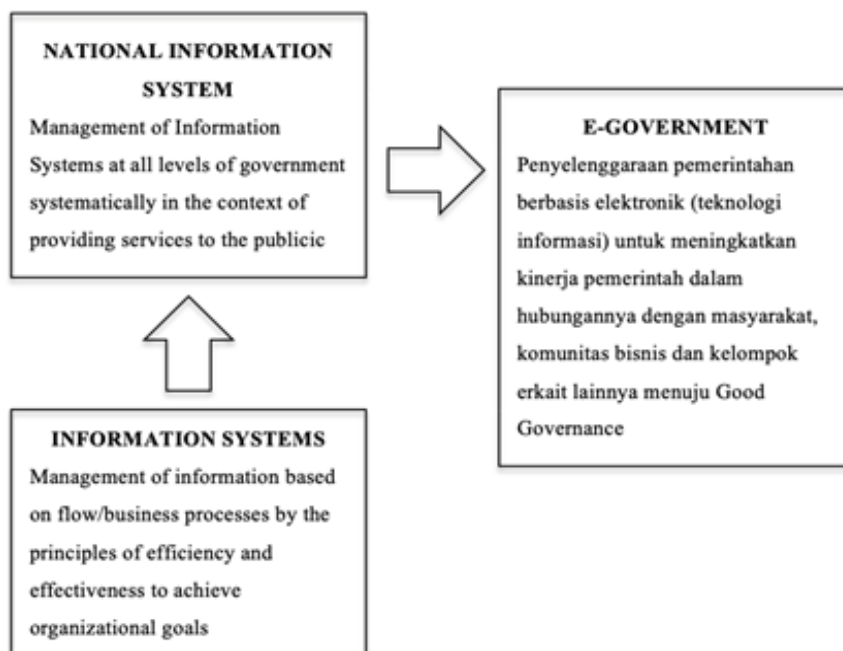 NATIONAL INFORMATION
SYSTEM
Management of Information
Systems at all levels of government
systematically in the context of
providing services to the publicic
E-GOVERNMENT
Penyelenggaraan pemerintahan
berbasis elektronik (teknologi
informasi) untuk meningkatkan
kinerja pemerintah dalam
hubungannya dengan masyarakat,
komunitas bisnis dan kelompok
erkait lainnya menuju Good
Governance
INFORMATION SYSTEMS
Management of information based
on flow/business processes by the
principles of efficiency and
effectiveness to achieve
organizational goals